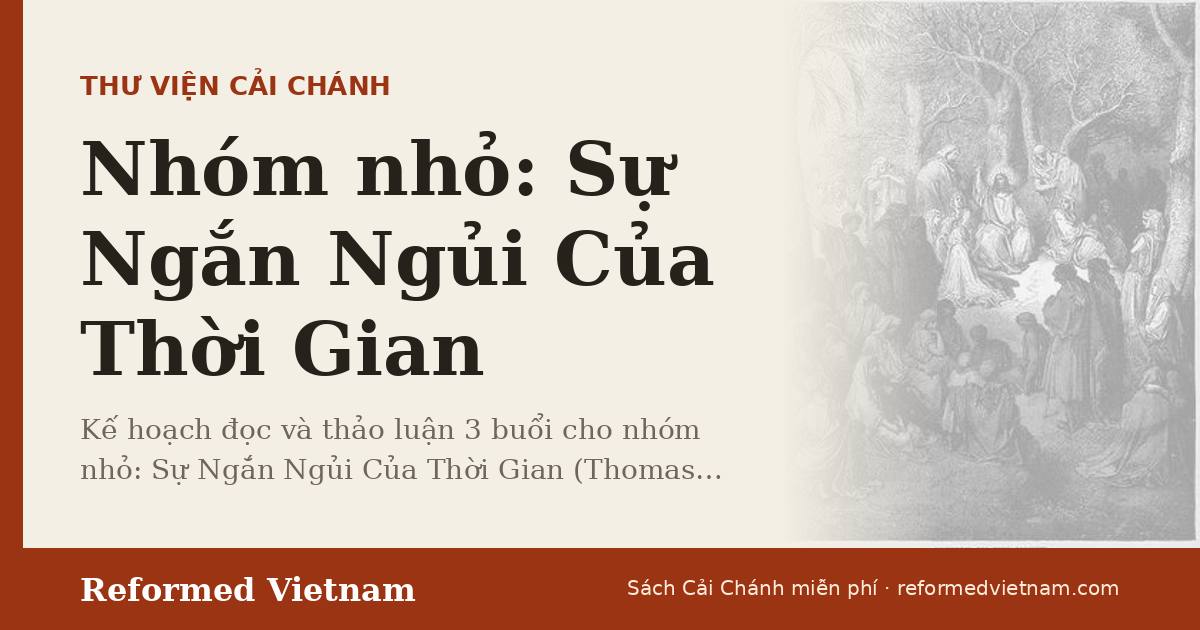 THƯ VIỆN CẢI CHÁNH
Nhóm nhỏ: Sự
Ngắn Ngủi Của
Thời Gian
Kế hoạch đọc và thảo luận 3 buổi cho nhóm
nhỏ: Sự Ngắn Ngủi Của Thời Gian (Thomas...
Reformed Vietnam
Sách Cải Chánh miễn phí · reformedvietnam.com